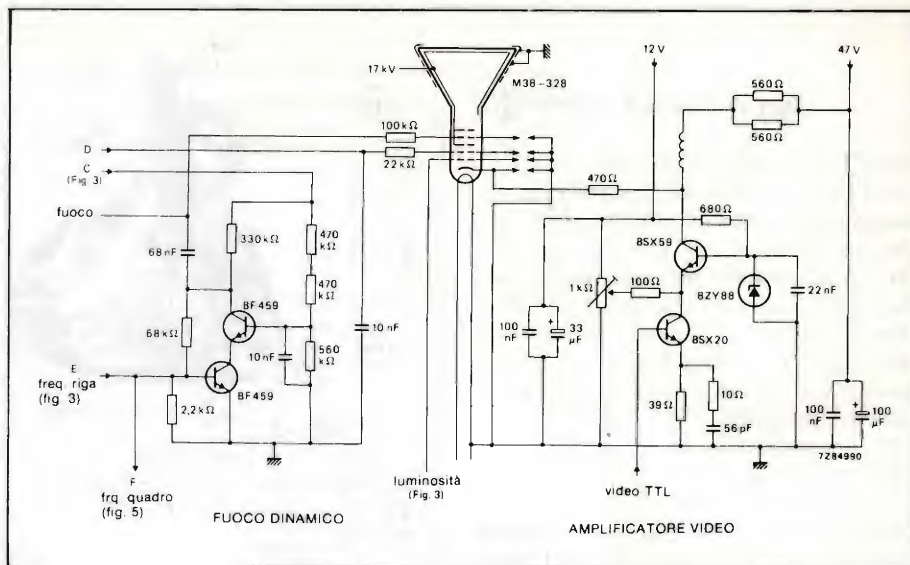 12 V
47 V
17 kV
M38-328
560 Ω
560 Ω
100 kΩ
D
22 kΩ
C
(Fig. 3)
470 Ω
fuoco
680 Ω
330 kΩ
470
kΩ
68 nF
BSX59
470
kΩ
1 kΩ
100 Ω
22 nF
BZY88
BF 459
68 kΩ
10 nF
560
kΩ
10 nF
100
nF
33
µF
+
BSX20
E
freq. riga
(fig. 3)
BF459
2,2 kΩ
39 Ω
10 Ω
56 pF
100
nF
+
100
µF
7Z84990
F
frq. quadro
(fig. 5)
luminosità
(Fig. 3)
video TTL
FUOCO DINAMICO
AMPLIFICATORE VIDEO